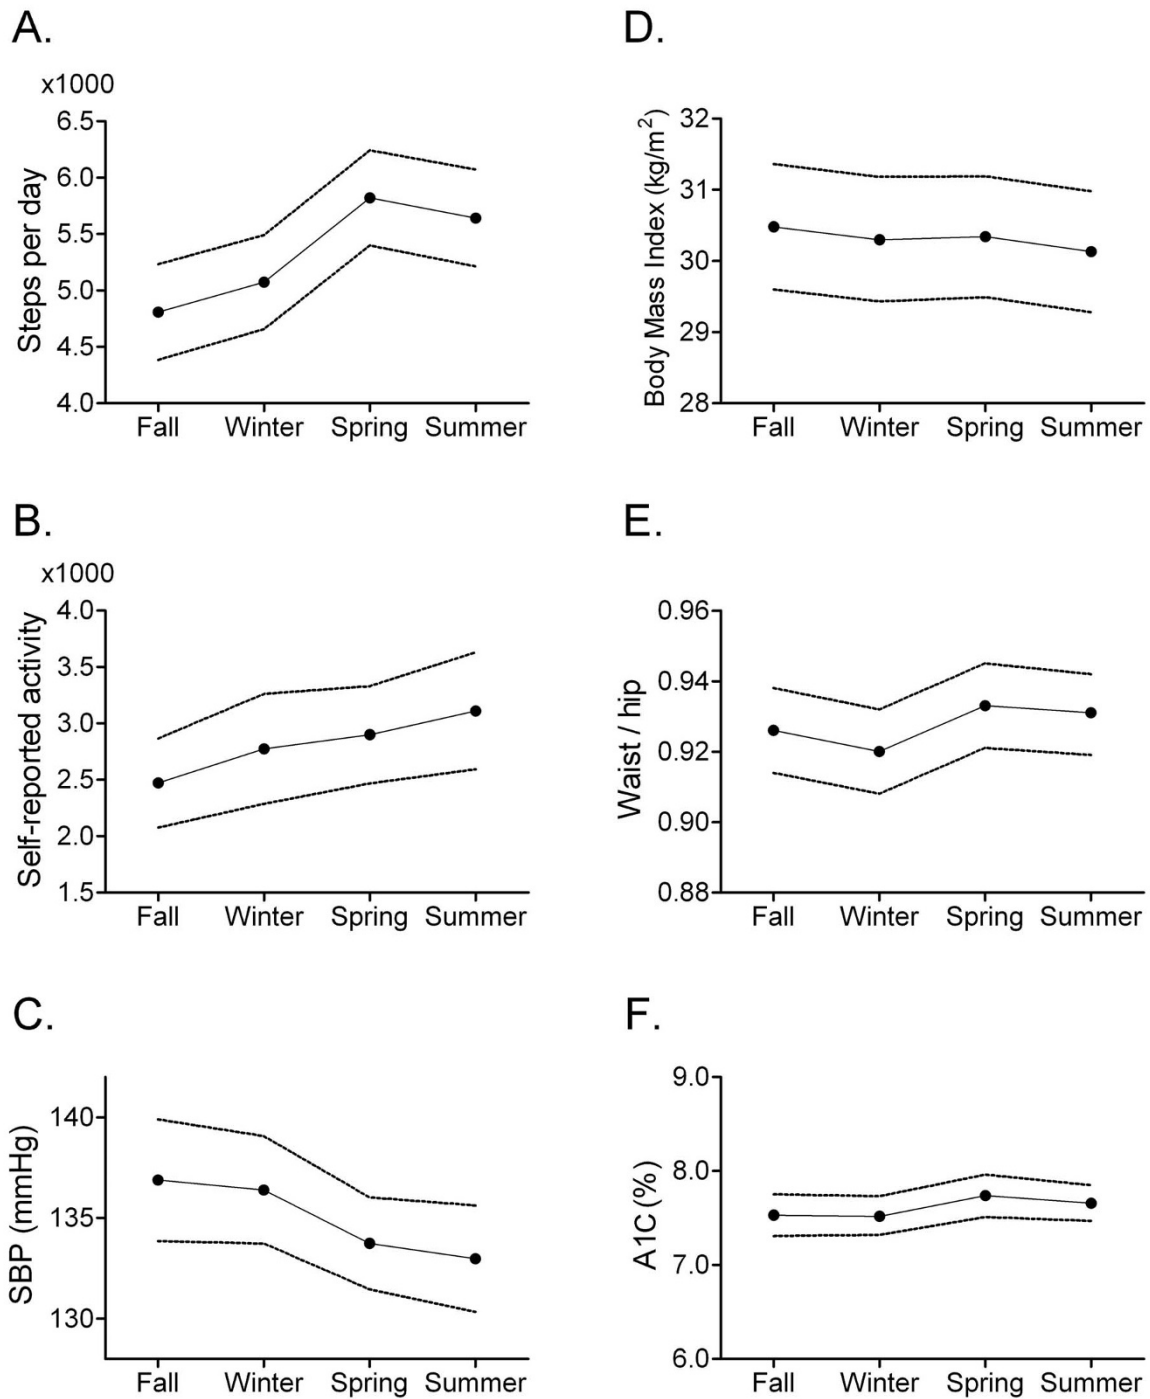 A.
x1000
Steps per day
6.5
6.0
5.5
5.0
4.5
4.0
Fall Winter Spring Summer
B.
x1000
Self-reported activity
4.0
3.5
3.0
2.5
2.0
1.5
Fall Winter Spring Summer
C.
SBP (mmHg)
140
135
130
Fall Winter Spring Summer
D.
Body Mass Index (kg/m²)
32
31
30
29
28
Fall Winter Spring Summer
E.
Waist / hip
0.96
0.94
0.92
0.90
0.88
Fall Winter Spring Summer
F.
A1C (%)
9.0
8.0
7.0
6.0
Fall Winter Spring Summer